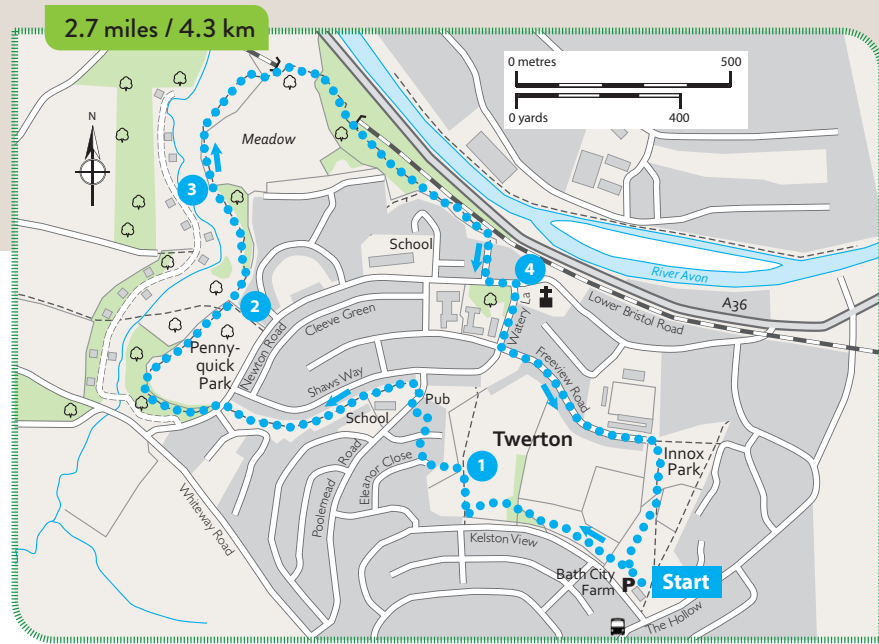 2.7 miles / 4.3 km
0 metres 500
0 yards 400
N
Meadow
3
School
4
River Avon
A36
Lower Bristol Road
Watery La
2
Newton Road
Cleeve Green
Penny-
quick
Park
Shaws Way
Freeview Road
Pub
School
Twerton
Innox
Park
1
Poolemead Road
Eleanor Close
Whiteway Road
Kelston View
Bath City
Farm
P
Start
The Hollow